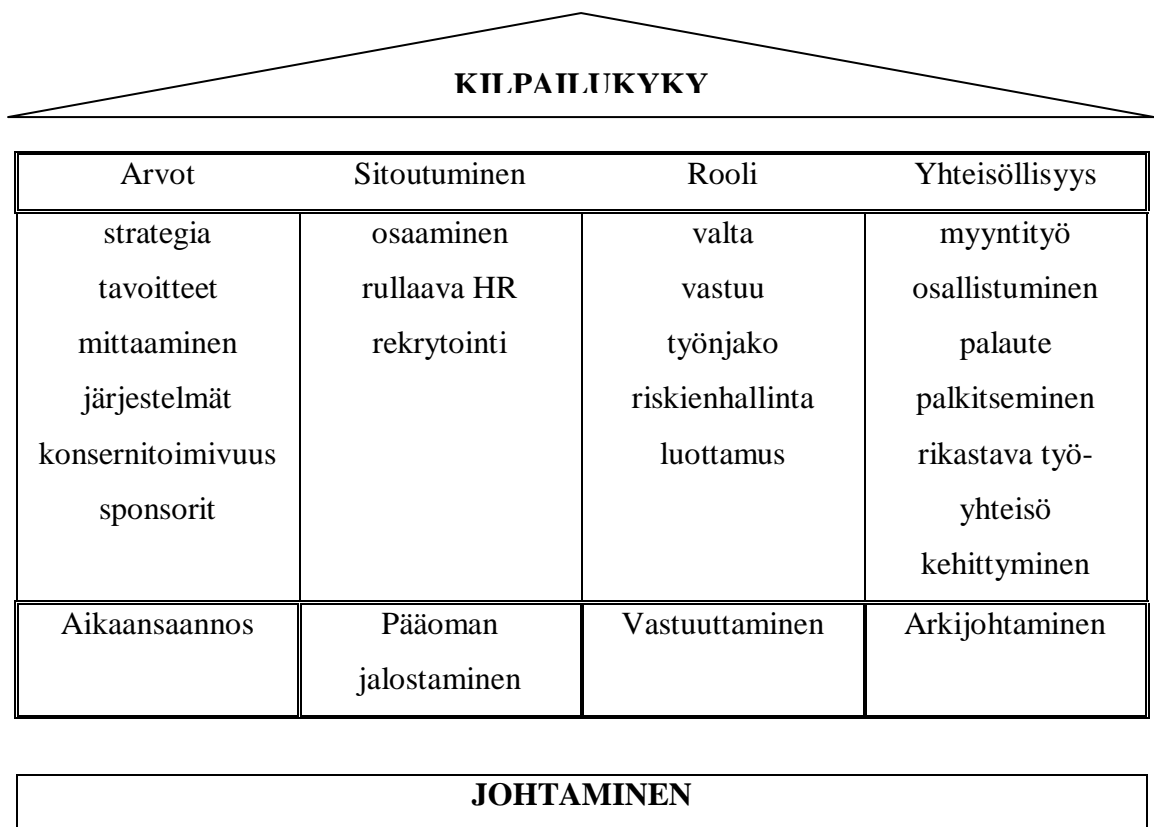 KILPAILUKYKY
Arvot Sitoutuminen Rooli Yhteisöllisyys
strategia osaaminen valta myyntityö
tavoitteet rullaava HR vastuu osallistuminen
mittaaminen rekrytointi työnjako palaute
järjestelmät riskienhallinta palkitseminen
konsernitoimivuus luottamus rikastava työ-
sponsorit yhteisö
kehittyminen
Aikaansaannos Pääoman Vastuuttaminen Arkijohtaminen
jalostaminen
JOHTAMINEN